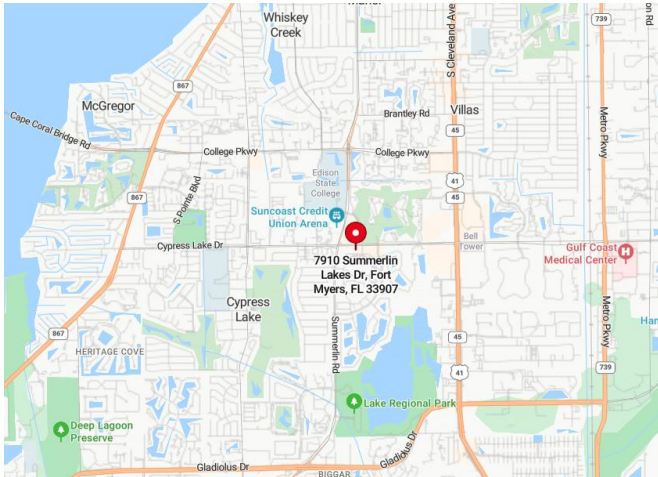 Whiskey
Creek
739
S Cleveland Ave
867
McGregor
Villas
Brantley Rd
Cape Coral Bridge Rd
45
Metro Pkwy
College Pkwy
College Pkwy
Edison
State
College
41
S Pointe Blvd
867
Suncoast Credit
Union Arena
Bell
Tower
Cypress Lake Dr
Gulf Coast
Medical Center
7910 Summerlin
Lakes Dr, Fort
Myers, FL 33907
Cypress
Lake
Summerlin Rd
Metro Pkwy
867
45
HERITAGE COVE
739
41
Lake Regional Park
Deep Lagoon
Preserve
Gladiolus Dr
Gladiolus Dr
BIGGAR